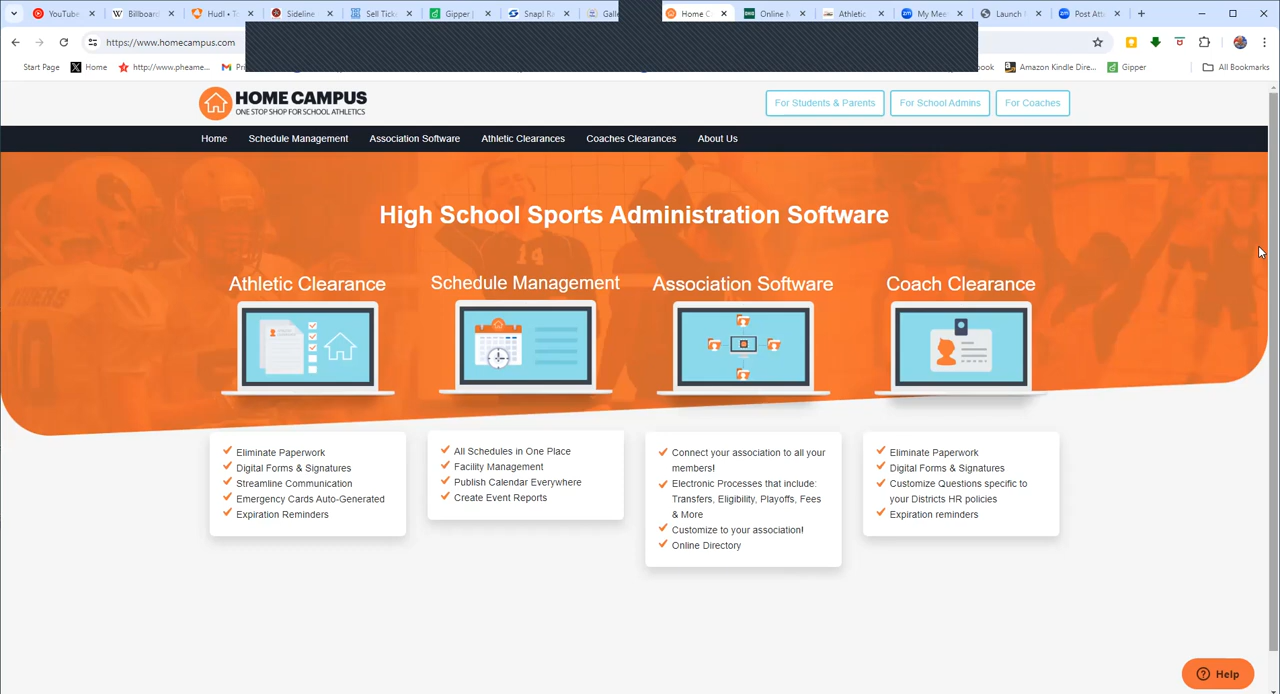 YouTube
Billboar
Hudl • T
Sideline
Sell Tick
Gipper |
Snap! Ra
Galle
Home C
Online M
Athletic
My Mee
Launch
Post Att
https://www.homecampus.com
Start Page
Home
http://www.pheame...
Amazon Kindle Dire...
Gipper
All Bookmarks
HOME CAMPUS
ONE STOP SHOP FOR SCHOOL ATHLETICS
For Students & Parents
For School Admins
For Coaches
Home
Schedule Management
Association Software
Athletic Clearances
Coaches Clearances
About Us
High School Sports Administration Software
Athletic Clearance
Schedule Management
Association Software
Coach Clearance
Eliminate Paperwork
Digital Forms & Signatures
Streamline Communication
Emergency Cards Auto-Generated
Expiration Reminders
All Schedules in One Place
Facility Management
Publish Calendar Everywhere
Create Event Reports
Connect your association to all your
members!
Electronic Processes that include:
Transfers, Eligibility, Playoffs, Fees
& More
Customize to your association!
Online Directory
Eliminate Paperwork
Digital Forms & Signatures
Customize Questions specific to
your Districts HR policies
Expiration reminders
Help